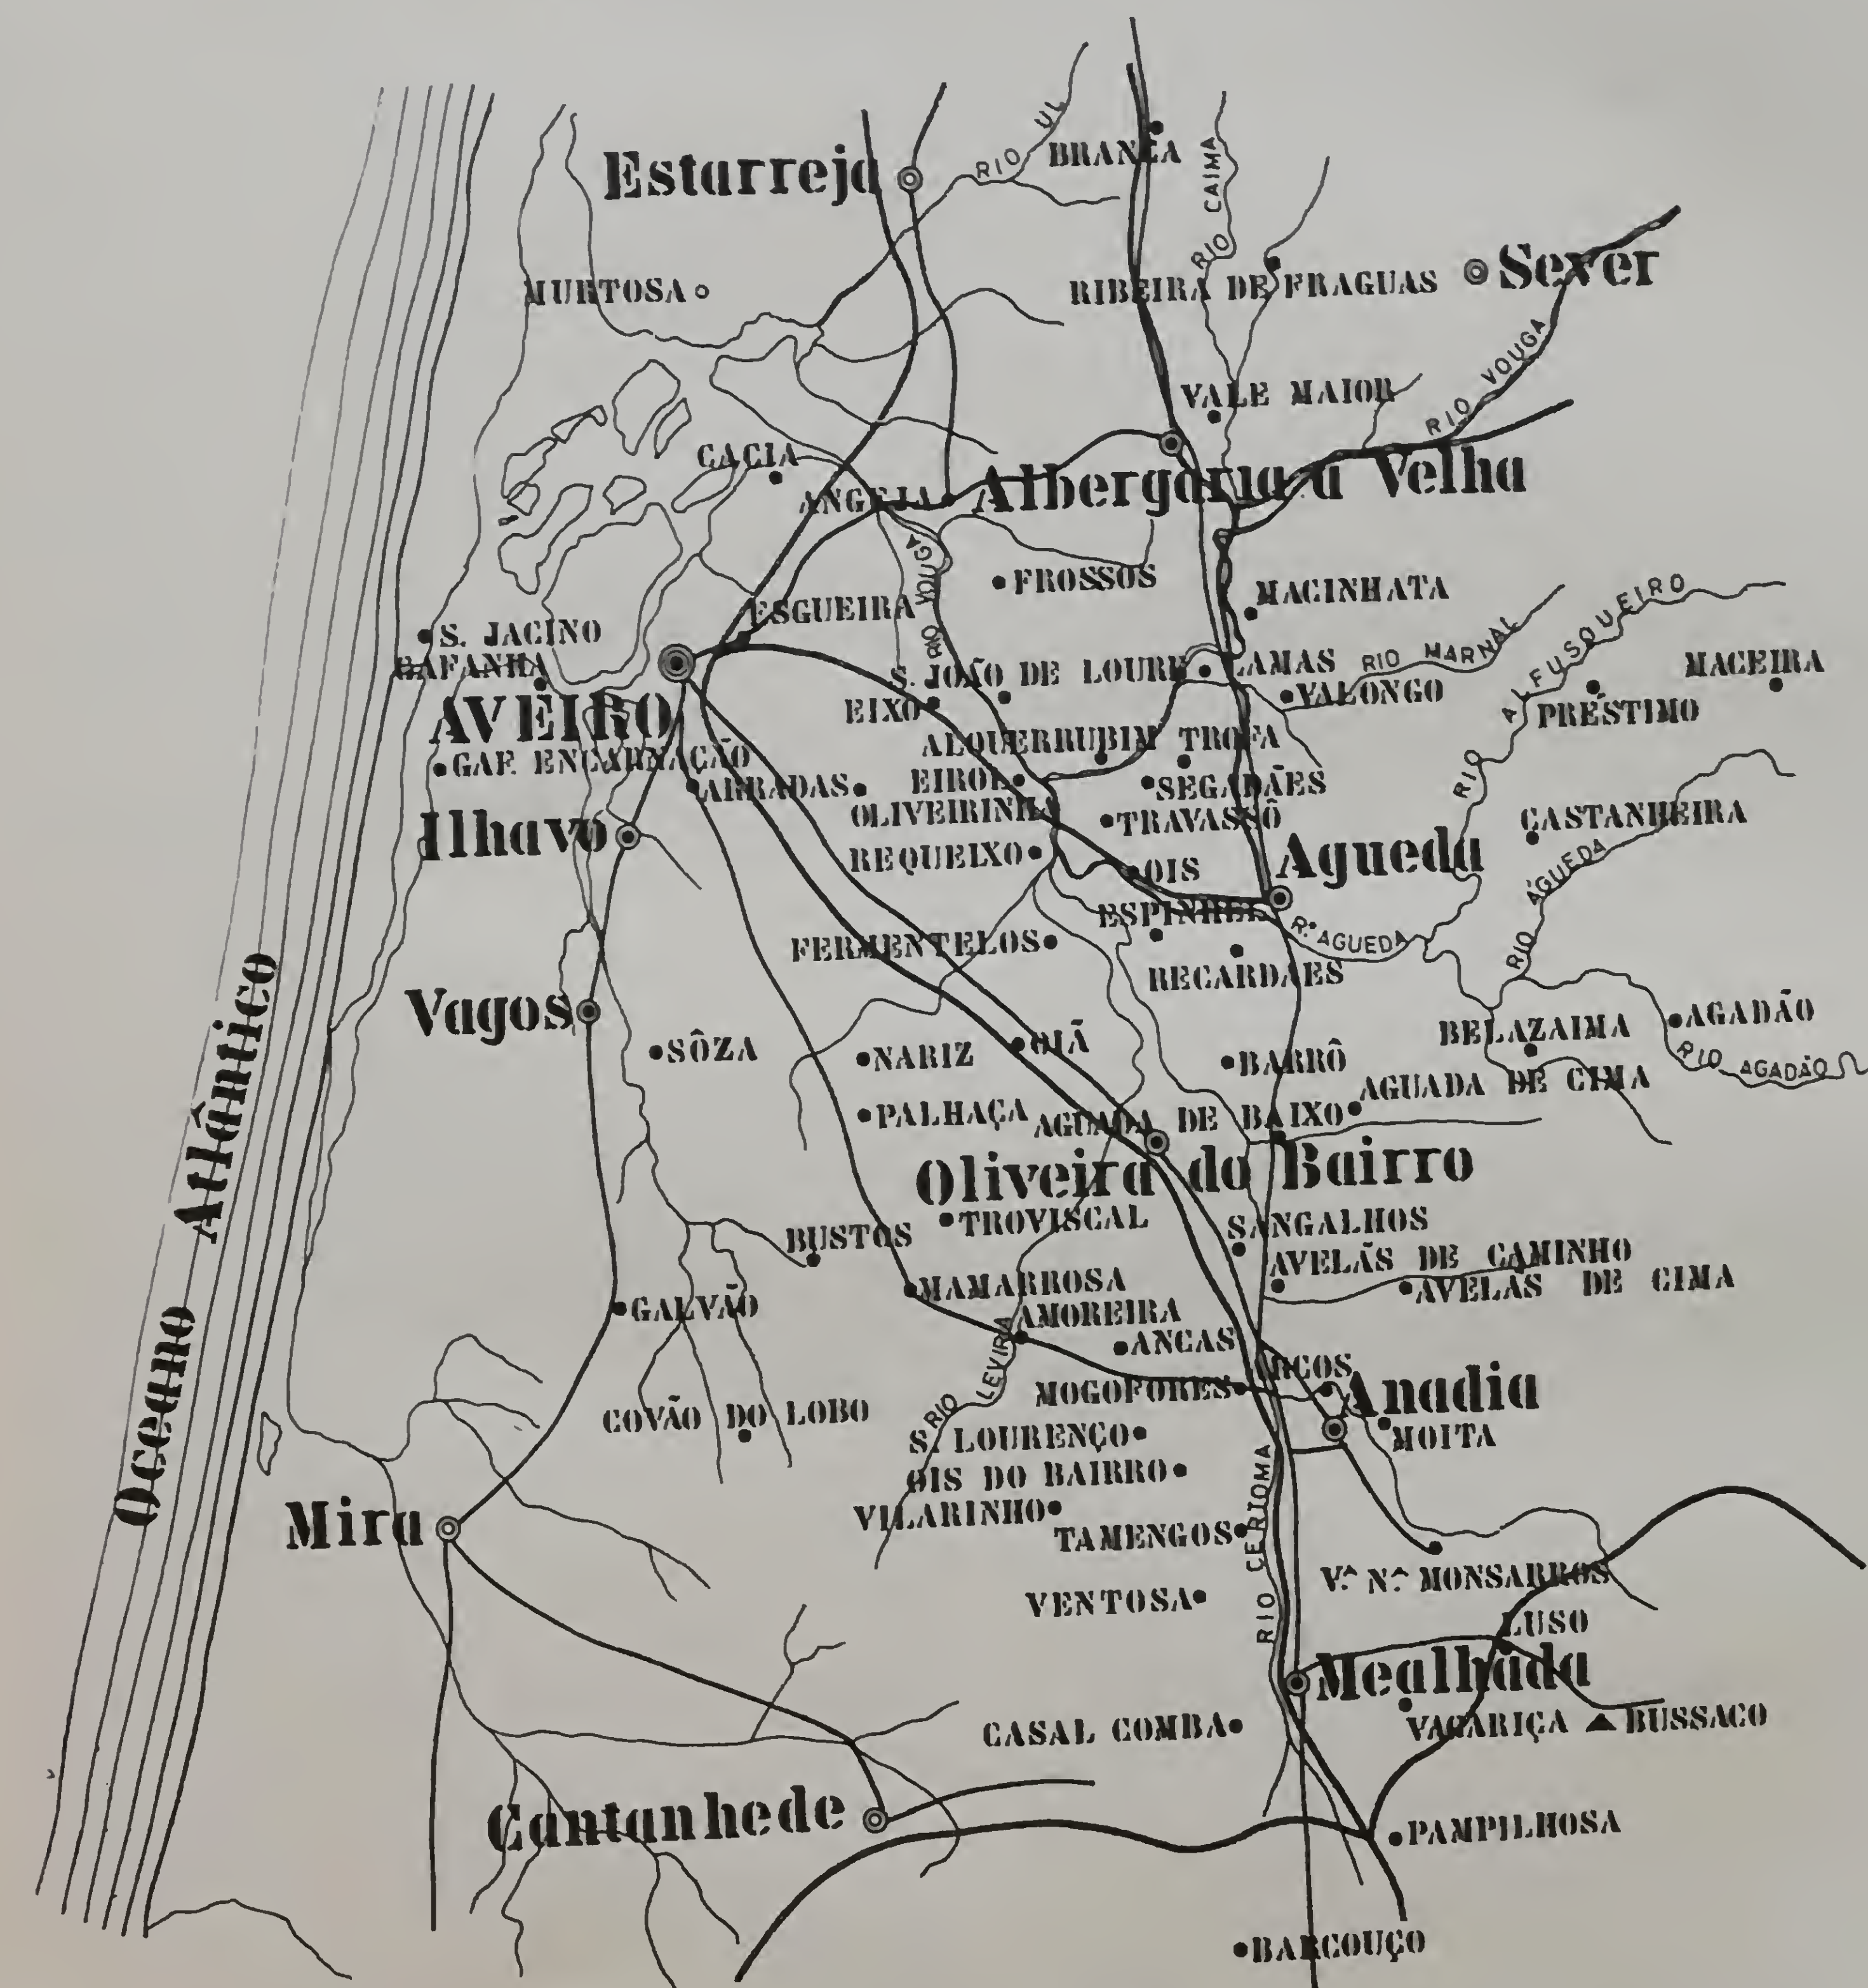 Estarreja
RIO UL
BRANCA
RIO CAIMA
MURTOSA
RIBEIRA DE FRAGUAS
Sever
RIO VOUGA
VALE MAIOR
CACIA
ANGEJA
Albergaria a Velha
RIO VOUGA
FROSSOS
MACINHATA
ESGUEIRA
S. JACINO
GAFANHA
AVEIRO
S. JOÃO DE LOURE
LAMAS
RIO MARNAL
RIO ALFUSQUEIRO
MACEIRA
VALONGO
PRÉSTIMO
EIXO
ALQUERRUBIM
TROFA
GAF. ENCARNAÇÃO
ARRADAS
EIROL
SEGADÃES
OLIVEIRINHA
TRAVASSÔ
CASTANHEIRA
Ilhavo
REQUEIXO
OIS
Agueda
RIO ÁGUEDA
ESPINHEL
R.º AGUEDA
FERMENTELOS
RECARDAES
Vagos
SÔZA
NARIZ
OIÃ
BARRÔ
BELAZAIMA
AGADÃO
RIO AGADÃO
AGUADA DE CIMA
PALHAÇA
AGUADA DE BAIXO
Oliveira do Bairro
TROVISCAL
SANGALHOS
BUSTOS
AVELÃS DE CAMINHO
AVELÃS DE CIMA
MAMARROSA
GALVÃO
AMOREIRA
ANCAS
ARCOS
MOGOFORES
Anadia
RIO LEVIRA
COVÃO DO LOBO
MOITA
S. LOURENÇO
OIS DO BAIRRO
VILARINHO
TAMENGOS
RIO CERIOMA
Mira
V.ª N.ª MONSARROS
VENTOSA
LUSO
Mealhada
VACARIÇA
BUSSACO
CASAL COMBA
Cantanhede
PAMPILHOSA
BARCOUÇO
Oceano Atlântico